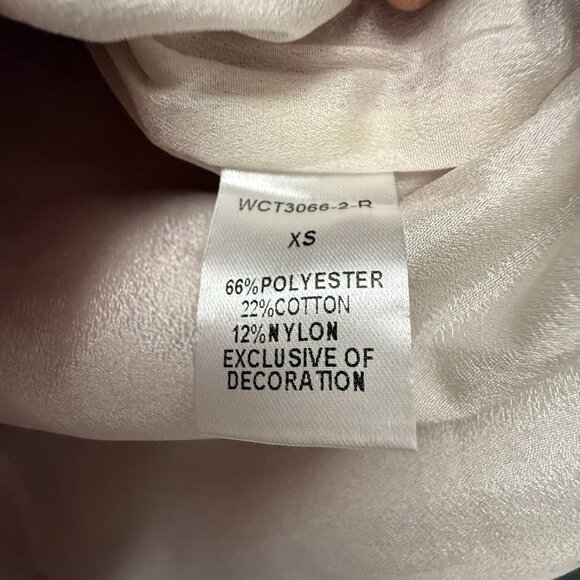 WCT3066-2-R
XS
66%POLYESTER
22%COTTON
12%NYLON
EXCLUSIVE OF
DECORATION